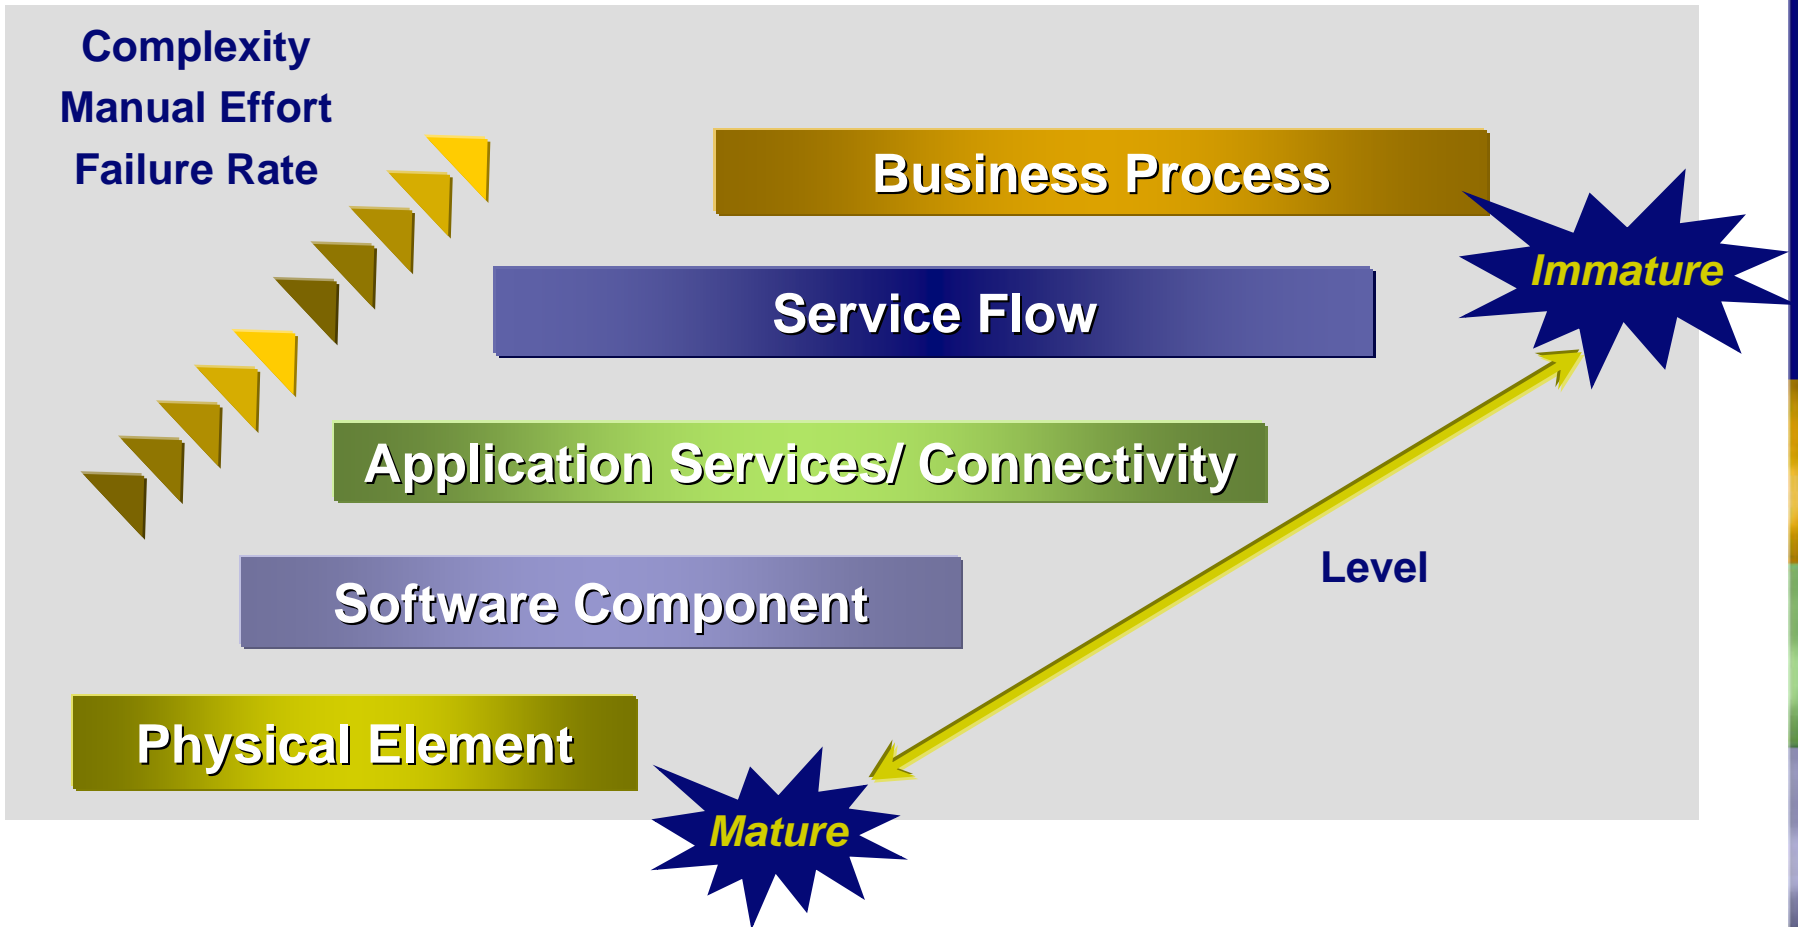 Complexity
Manual Effort
Failure Rate
Business Process
Immature
Service Flow
Application Services/ Connectivity
Level
Software Component
Physical Element
Mature